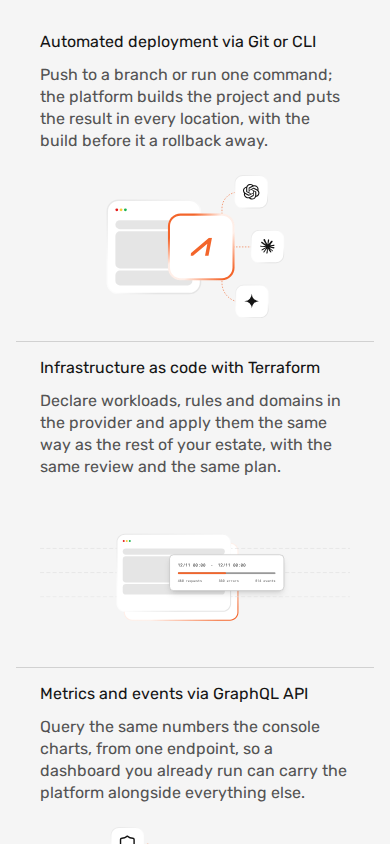 Automated deployment via Git or CLI
Push to a branch or run one command;
the platform builds the project and puts
the result in every location, with the
build before it a rollback away.
Infrastructure as code with Terraform
Declare workloads, rules and domains in
the provider and apply them the same
way as the rest of your estate, with the
same review and the same plan.
12/11 00:00 - 12/11 00:00
Metrics and events via GraphQL API
Query the same numbers the console
charts, from one endpoint, so a
dashboard you already run can carry the
platform alongside everything else.